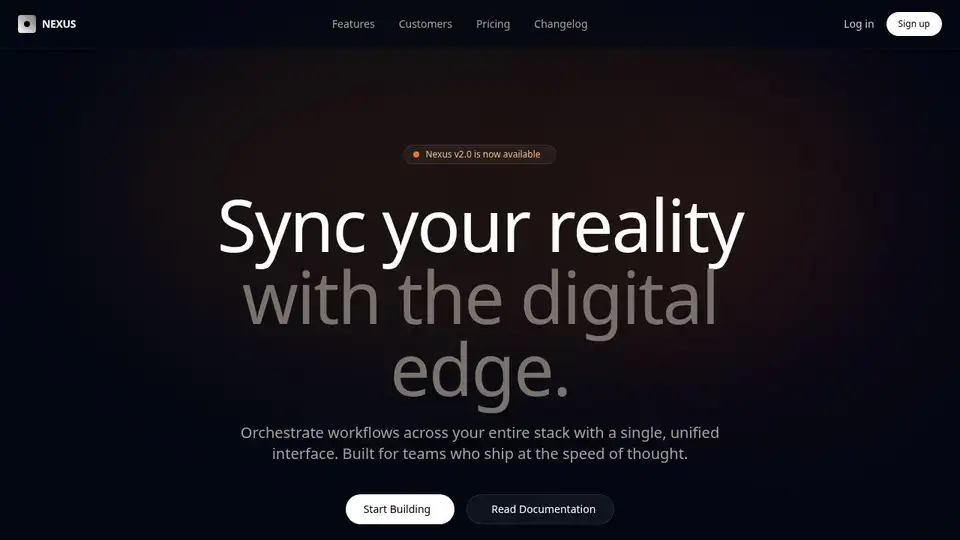 NEXUS
Features
Customers
Pricing
Changelog
Log in
Sign up
Nexus v2.0 is now available
Sync your reality
with the digital
edge.
Orchestrate workflows across your entire stack with a single, unified
interface. Built for teams who ship at the speed of thought.
Start Building
Read Documentation